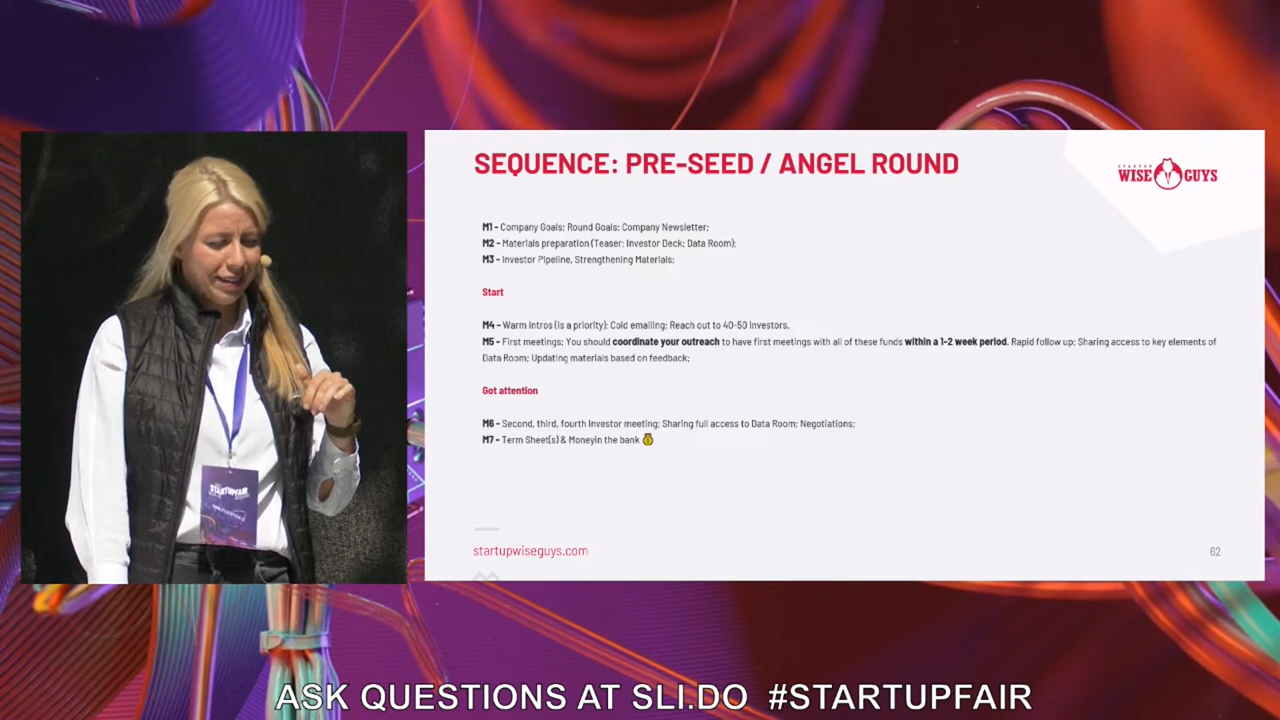 SEQUENCE: PRE-SEED / ANGEL ROUND
STARTUP
WISE GUYS
M1 - Company Goals; Round Goals; Company Newsletter;
M2 - Materials preparation (Teaser; Investor Deck; Data Room);
M3 - Investor Pipeline, Strengthening Materials;
Start
M4 - Warm Intros (is a priority); Cold emailing; Reach out to 40-50 Investors.
M5 - First meetings; You should coordinate your outreach to have first meetings with all of these funds within a 1-2 week period. Rapid follow up; Sharing access to key elements of
Data Room; Updating materials based on feedback;
Got attention
M6 - Second, third, fourth Investor meeting; Sharing full access to Data Room; Negotiations;
M7 - Term Sheet(s) & Moneyin the bank 💰
startupwiseguys.com
62
STARTUPFAIR
ASK QUESTIONS AT SLI.DO #STARTUPFAIR